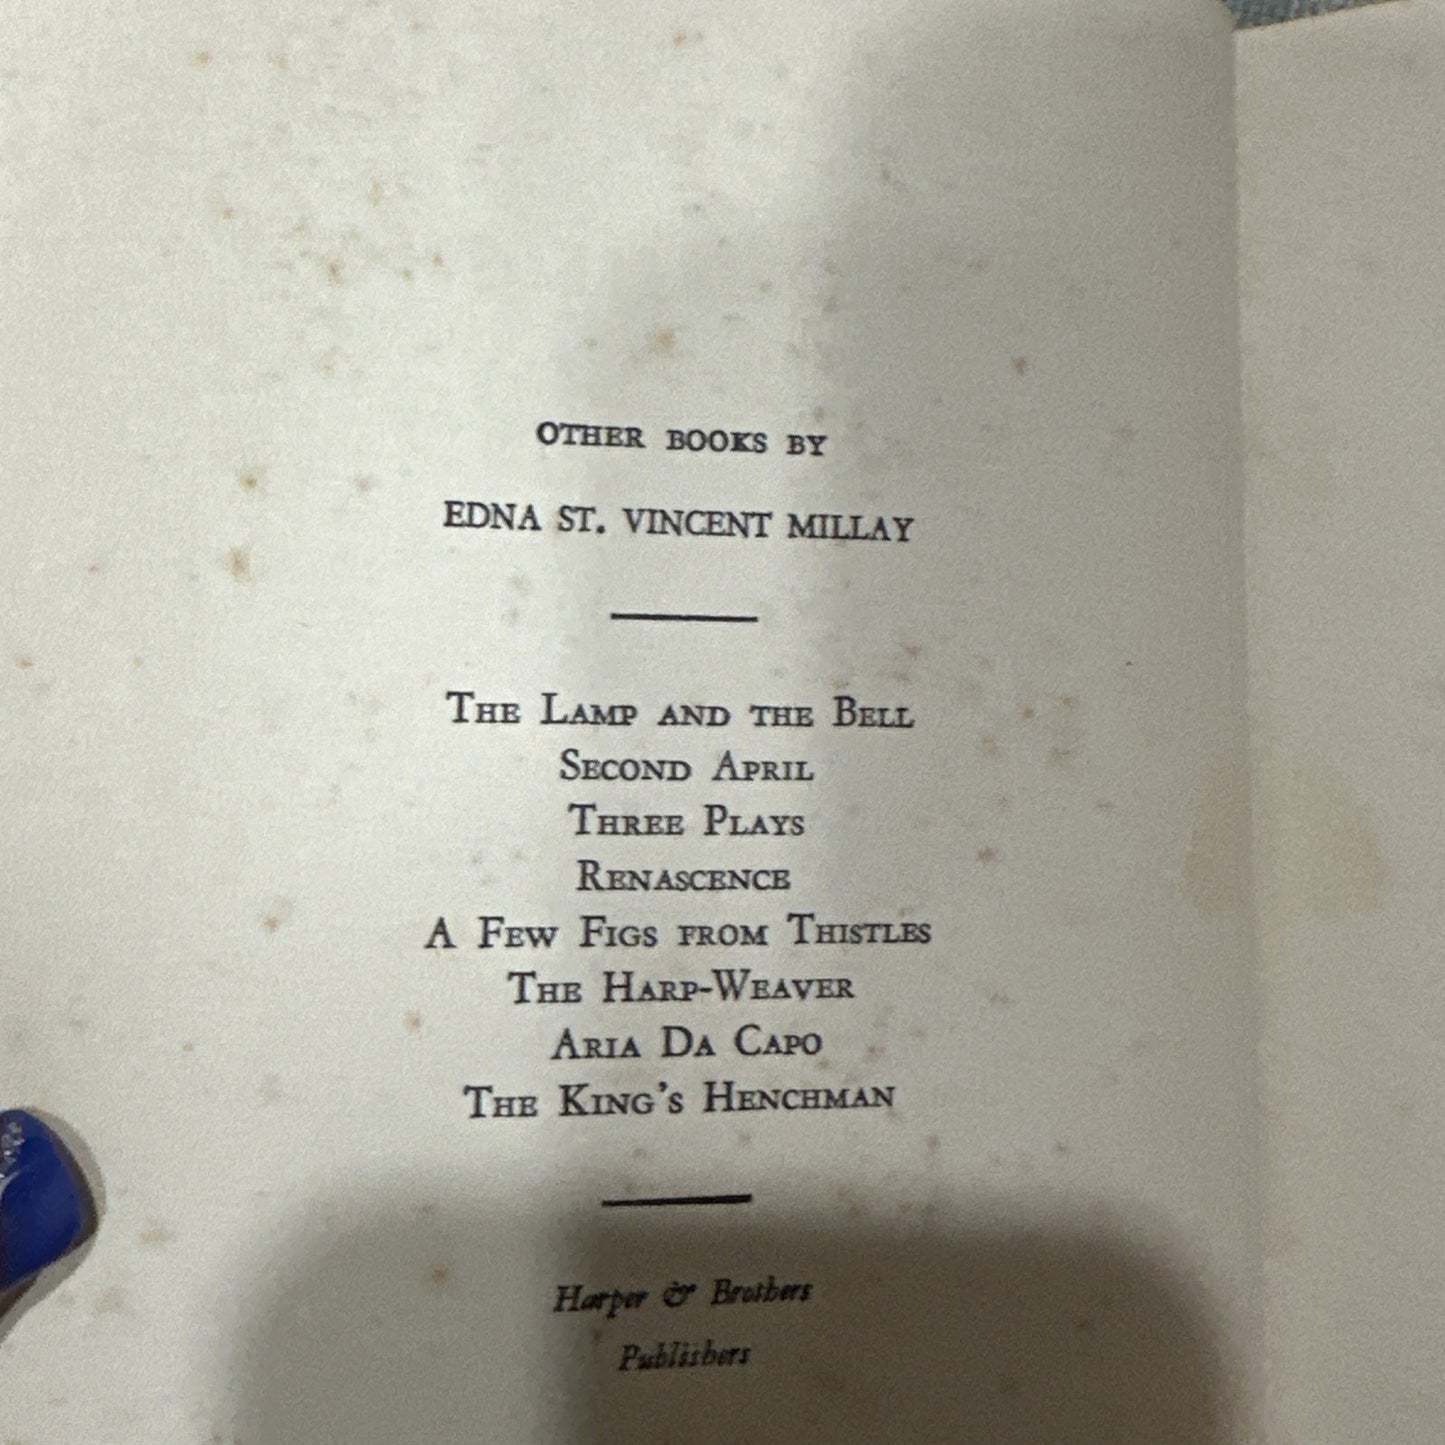 OTHER BOOKS BY
EDNA ST. VINCENT MILLAY
THE LAMP AND THE BELL
SECOND APRIL
THREE PLAYS
RENASCENCE
A FEW FIGS FROM THISTLES
THE HARP-WEAVER
ARIA DA CAPO
THE KING'S HENCHMAN
Harper & Brothers
Publishers